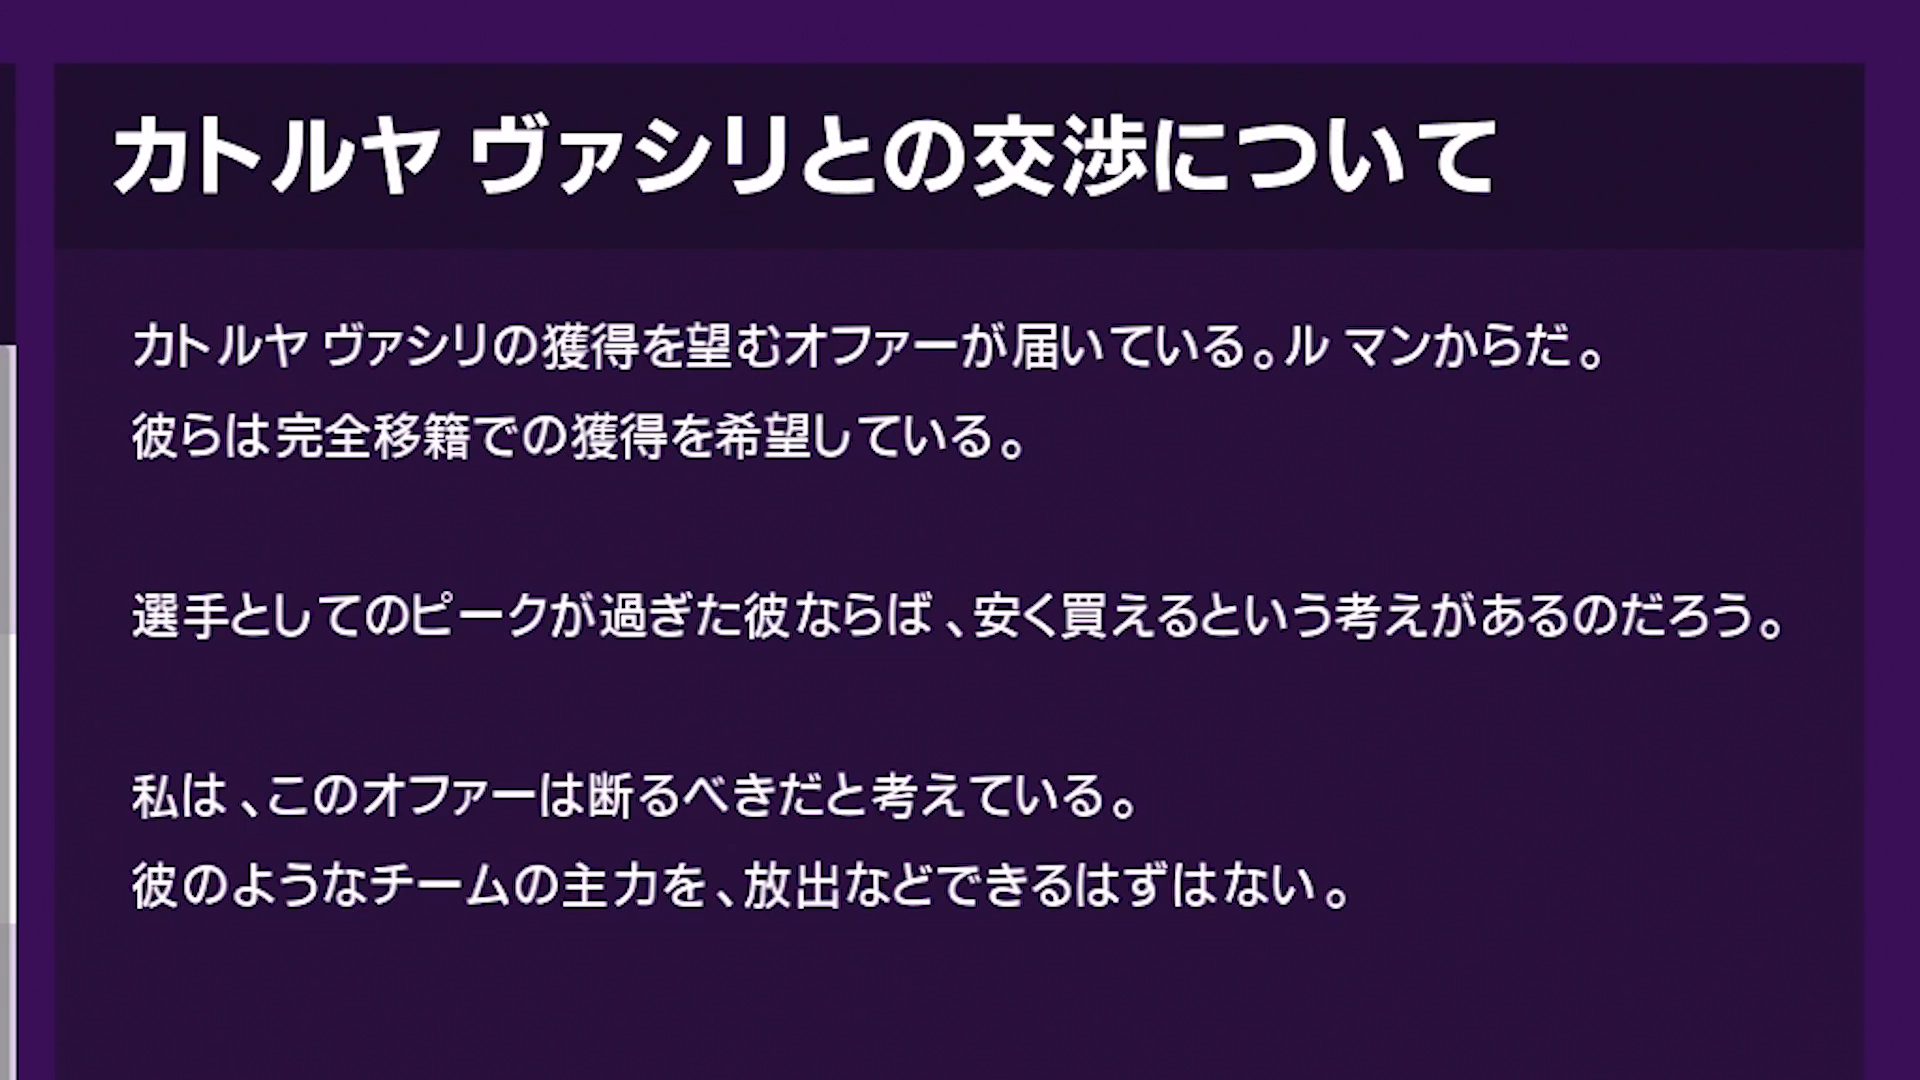 カトルヤ ヴァシリとの交渉について
カトルヤ ヴァシリの獲得を望むオファーが届いている。ル マンからだ。
彼らは完全移籍での獲得を希望している。
選手としてのピークが過ぎた彼ならば、安く買えるという考えがあるのだろう。
私は、このオファーは断るべきだと考えている。
彼のようなチームの主力を、放出などできるはずはない。